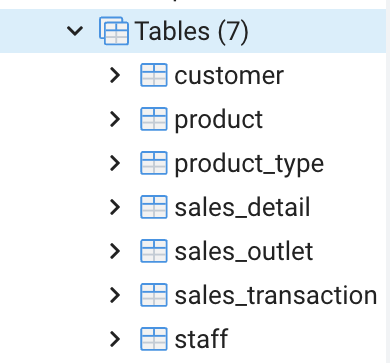 Tables (7)
customer
product
product_type
sales_detail
sales_outlet
sales_transaction
staff